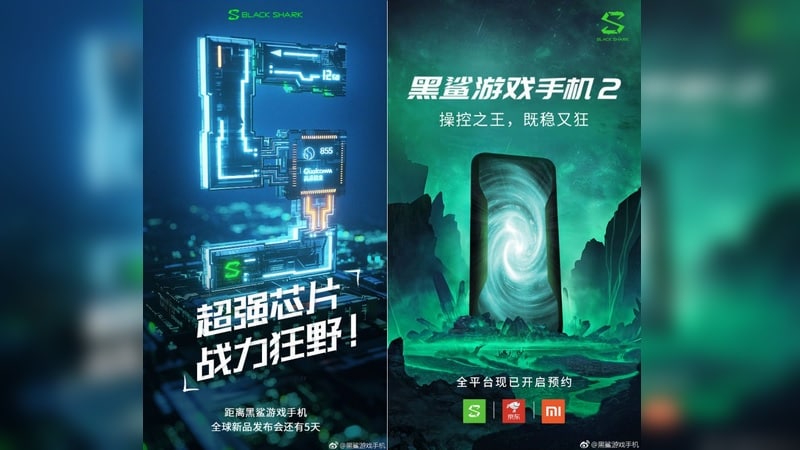 BLACK SHARK
12GB
855
Qualcomm
超强芯片
战力狂野！
距离黑鲨游戏手机
全球新品发布会还有5天
@黑鲨游戏手机
BLACK SHARK
黑鲨游戏手机 2
操控之王，既稳又狂
全平台现已开启预约
京东
@黑鲨游戏手机